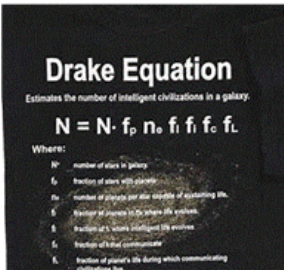 Drake Equation
Estimates the number of intelligent civilizations in a galaxy.
N = N* fp ne fl fi fc fL
Where:
N* number of stars in galaxy.
fp fraction of stars with planets
ne number of planets per star capable of sustaining life.
fl fraction of planets in ne where life evolves
fi fraction of fl where intelligent life evolves
fc fraction of fi that communicate
fL fraction of planet's life during which communicating
civilizations live